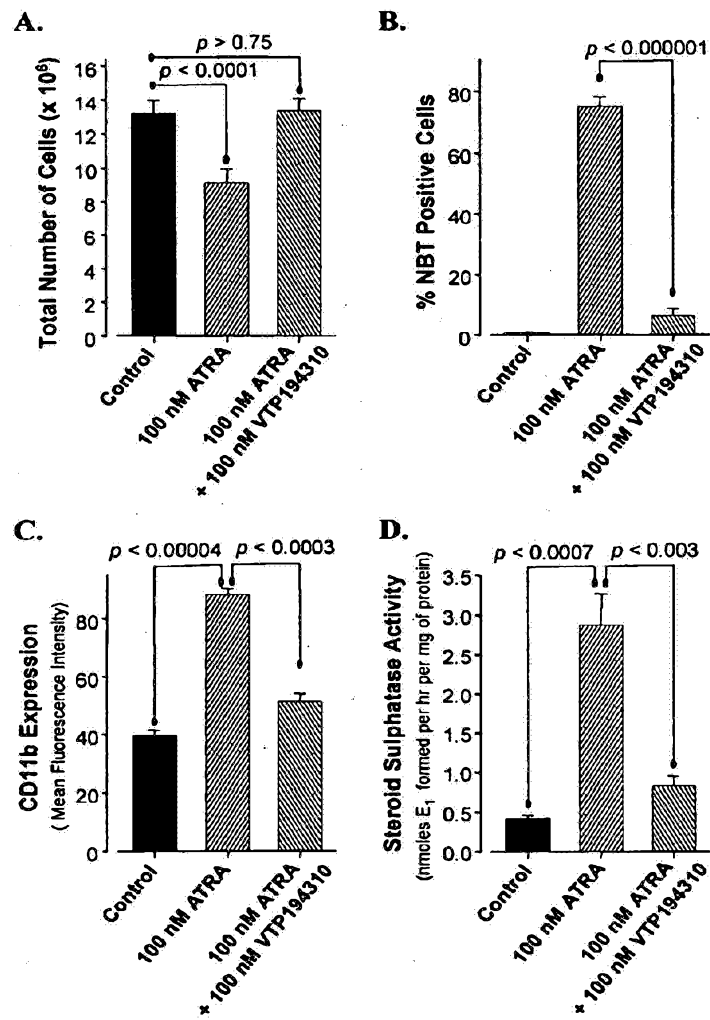 A.
p > 0.75
p < 0.0001
Total Number of Cells (x 10⁶)
16
14
12
10
8
6
4
2
0
Control
100 nM ATRA
100 nM ATRA
+ 100 nM VTP194310
B.
p < 0.000001
% NBT Positive Cells
80
60
40
20
0
Control
100 nM ATRA
100 nM ATRA
+ 100 nM VTP194310
C.
p < 0.00004
p < 0.0003
CD11b Expression
( Mean Fluorescence Intensity)
80
60
40
20
0
Control
100 nM ATRA
100 nM ATRA
+ 100 nM VTP194310
D.
p < 0.0007
p < 0.003
Steroid Sulphatase Activity
(nmoles E₁ formed per hr per mg of protein)
3.5
3.0
2.5
2.0
1.5
1.0
0.5
0.0
Control
100 nM ATRA
100 nM ATRA
+ 100 nM VTP194310